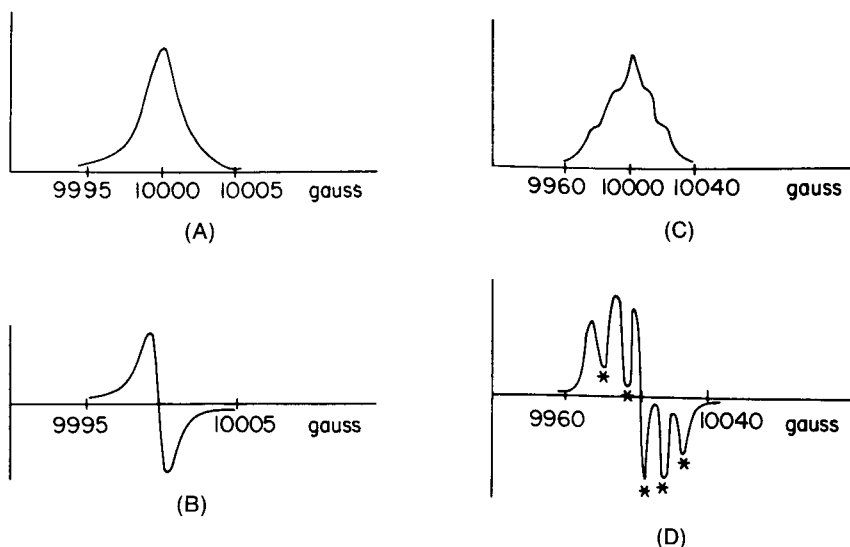 9995 10000 10005 gauss
(A)
9960 10000 10040 gauss
(C)
9995 10005 gauss
(B)
* * * * *
9960 10040 gauss
(D)